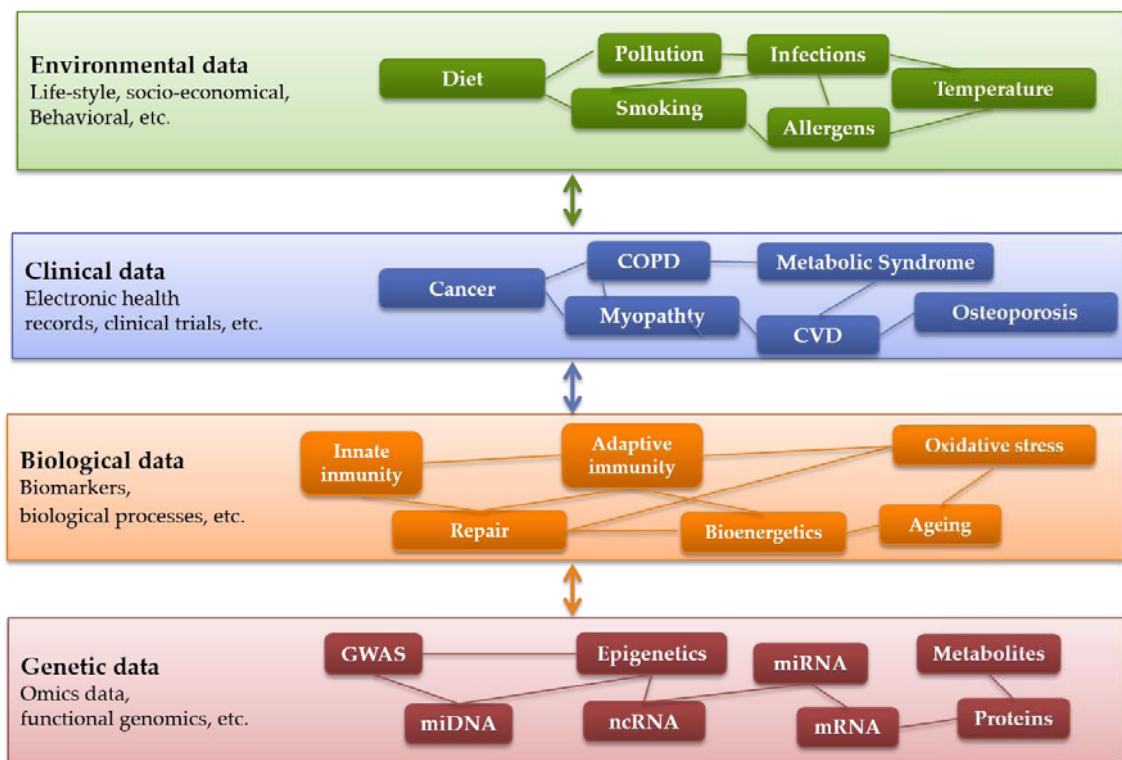 Environmental data
Life-style, socio-economical,
Behavioral, etc.
Diet
Pollution
Infections
Temperature
Smoking
Allergens
Clinical data
Electronic health
records, clinical trials, etc.
Cancer
COPD
Metabolic Syndrome
Myopathty
CVD
Osteoporosis
Biological data
Biomarkers,
biological processes, etc.
Innate
inmunity
Adaptive
immunity
Oxidative stress
Repair
Bioenergetics
Ageing
Genetic data
Omics data,
functional genomics, etc.
GWAS
Epigenetics
miRNA
Metabolites
miDNA
ncRNA
mRNA
Proteins